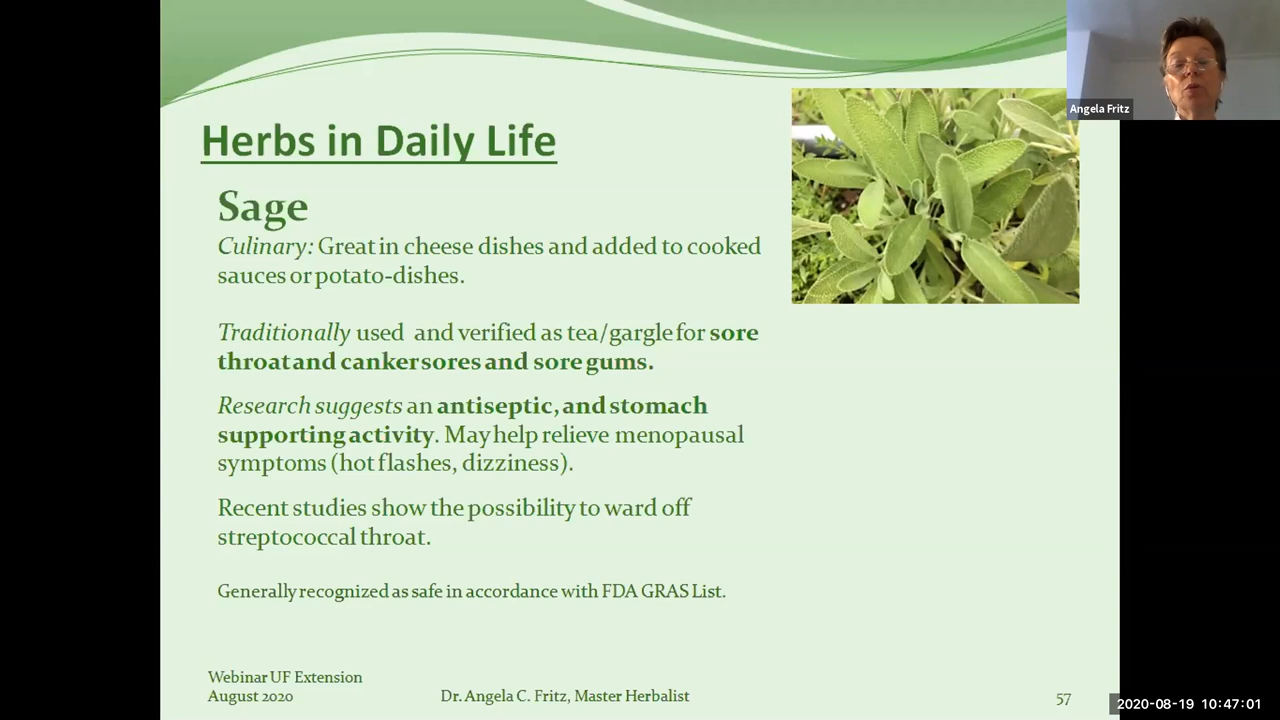 Angela Fritz
Herbs in Daily Life
Sage
Culinary: Great in cheese dishes and added to cooked
sauces or potato-dishes.
Traditionally used and verified as tea/gargle for sore
throat and canker sores and sore gums.
Research suggests an antiseptic, and stomach
supporting activity. May help relieve menopausal
symptoms (hot flashes, dizziness).
Recent studies show the possibility to ward off
streptococcal throat.
Generally recognized as safe in accordance with FDA GRAS List.
Webinar UF Extension
August 2020
Dr. Angela C. Fritz, Master Herbalist
57
2020-08-19 10:47:01